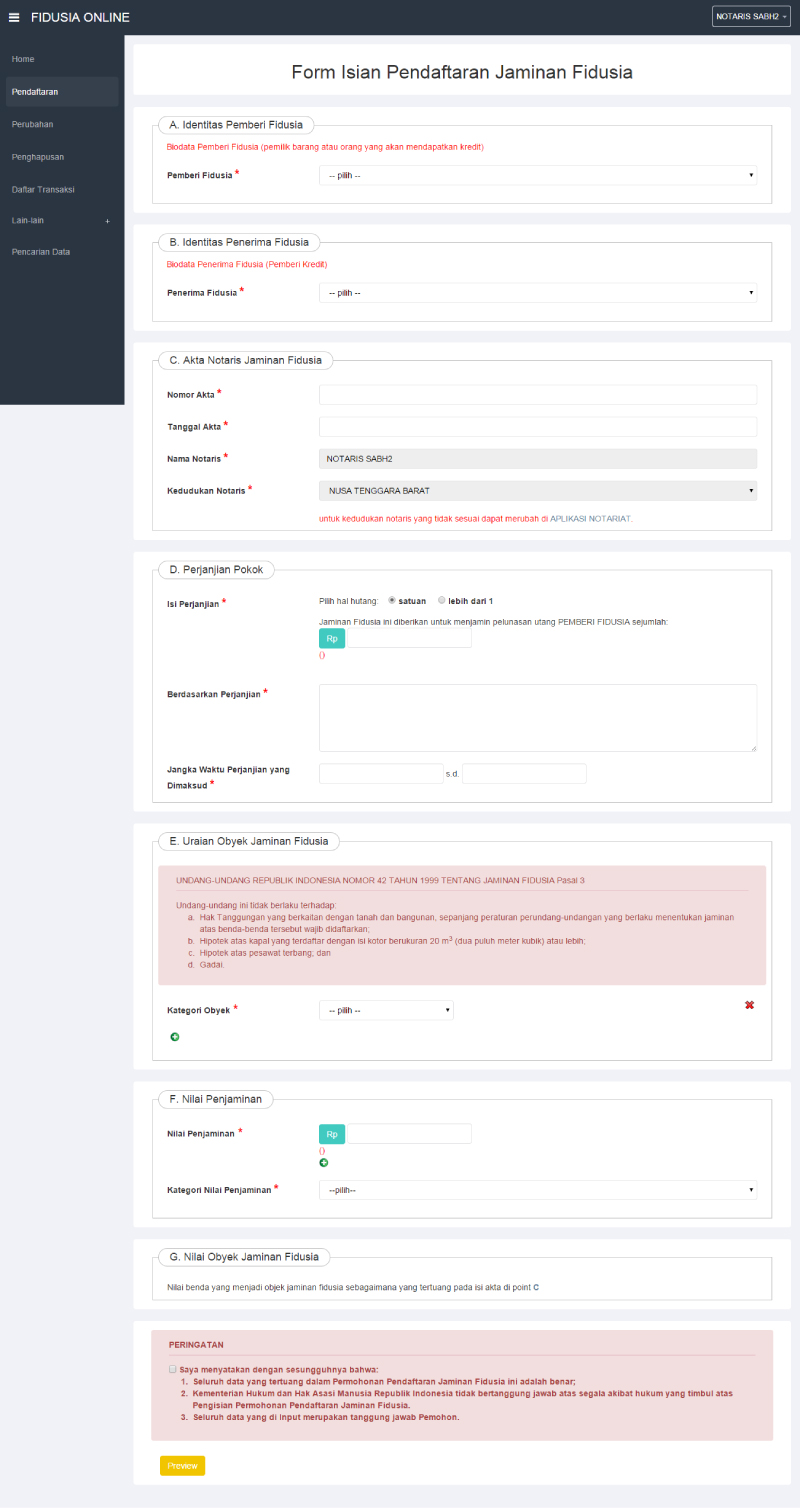 FIDUSIA ONLINE
NOTARIS SABH2
Home
Pendaftaran
Perubahan
Penghapusan
Daftar Transaksi
Lain-lain +
Pencarian Data
Form Isian Pendaftaran Jaminan Fidusia
A. Identitas Pemberi Fidusia
Biodata Pemberi Fidusia (pemilik barang atau orang yang akan mendapatkan kredit)
Pemberi Fidusia * -- pilih --
B. Identitas Penerima Fidusia
Biodata Penerima Fidusia (Pemberi Kredit)
Penerima Fidusia * -- pilih --
C. Akta Notaris Jaminan Fidusia
Nomor Akta *
Tanggal Akta *
Nama Notaris * NOTARIS SABH2
Kedudukan Notaris * NUSA TENGGARA BARAT
untuk kedudukan notaris yang tidak sesuai dapat merubah di APLIKASI NOTARIAT.
D. Perjanjian Pokok
Isi Perjanjian * Pilih hal hutang: satuan lebih dari 1
Jaminan Fidusia ini diberikan untuk menjamin pelunasan utang PEMBERI FIDUSIA sejumlah:
Rp
()
Berdasarkan Perjanjian *
Jangka Waktu Perjanjian yang
Dimaksud *
s.d.
E. Uraian Obyek Jaminan Fidusia
UNDANG-UNDANG REPUBLIK INDONESIA NOMOR 42 TAHUN 1999 TENTANG JAMINAN FIDUSIA Pasal 3
Undang-undang ini tidak berlaku terhadap:
a. Hak Tanggungan yang berkaitan dengan tanah dan bangunan, sepanjang peraturan perundang-undangan yang berlaku menentukan jaminan
atas benda-benda tersebut wajib didaftarkan;
b. Hipotek atas kapal yang terdaftar dengan isi kotor berukuran 20 m³ (dua puluh meter kubik) atau lebih;
c. Hipotek atas pesawat terbang; dan
d. Gadai.
Kategori Obyek * -- pilih --
F. Nilai Penjaminan
Nilai Penjaminan * Rp
()
Kategori Nilai Penjaminan * --pilih--
G. Nilai Obyek Jaminan Fidusia
Nilai benda yang menjadi objek jaminan fidusia sebagaimana yang tertuang pada isi akta di point C
PERINGATAN
Saya menyatakan dengan sesungguhnya bahwa:
1. Seluruh data yang tertuang dalam Permohonan Pendaftaran Jaminan Fidusia ini adalah benar;
2. Kementerian Hukum dan Hak Asasi Manusia Republik Indonesia tidak bertanggung jawab atas segala akibat hukum yang timbul atas
Pengisian Permohonan Pendaftaran Jaminan Fidusia.
3. Seluruh data yang di Input merupakan tanggung jawab Pemohon.
Preview